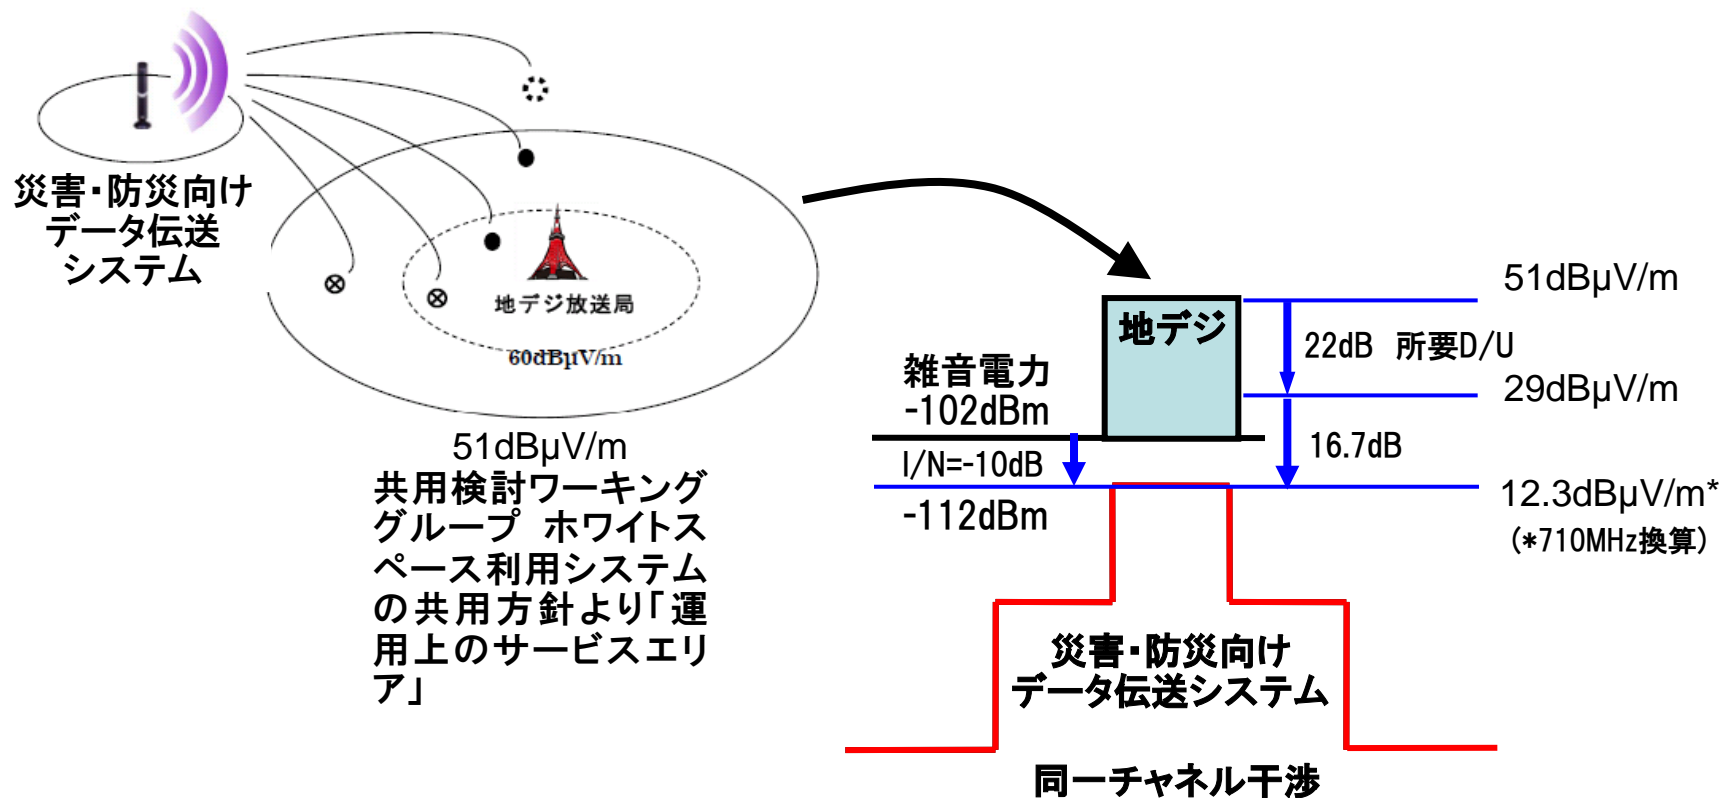 災害・防災向け
データ伝送
システム
地デジ放送局
60dBμV/m
51dBμV/m
共用検討ワーキング
グループ ホワイトス
ペース利用システム
の共用方針より「運
用上のサービスエリ
ア」
地デジ
雑音電力
-102dBm
I/N=-10dB
-112dBm
51dBμV/m
22dB 所要D/U
29dBμV/m
16.7dB
12.3dBμV/m*
(*710MHz換算)
災害・防災向け
データ伝送システム
同一チャネル干渉